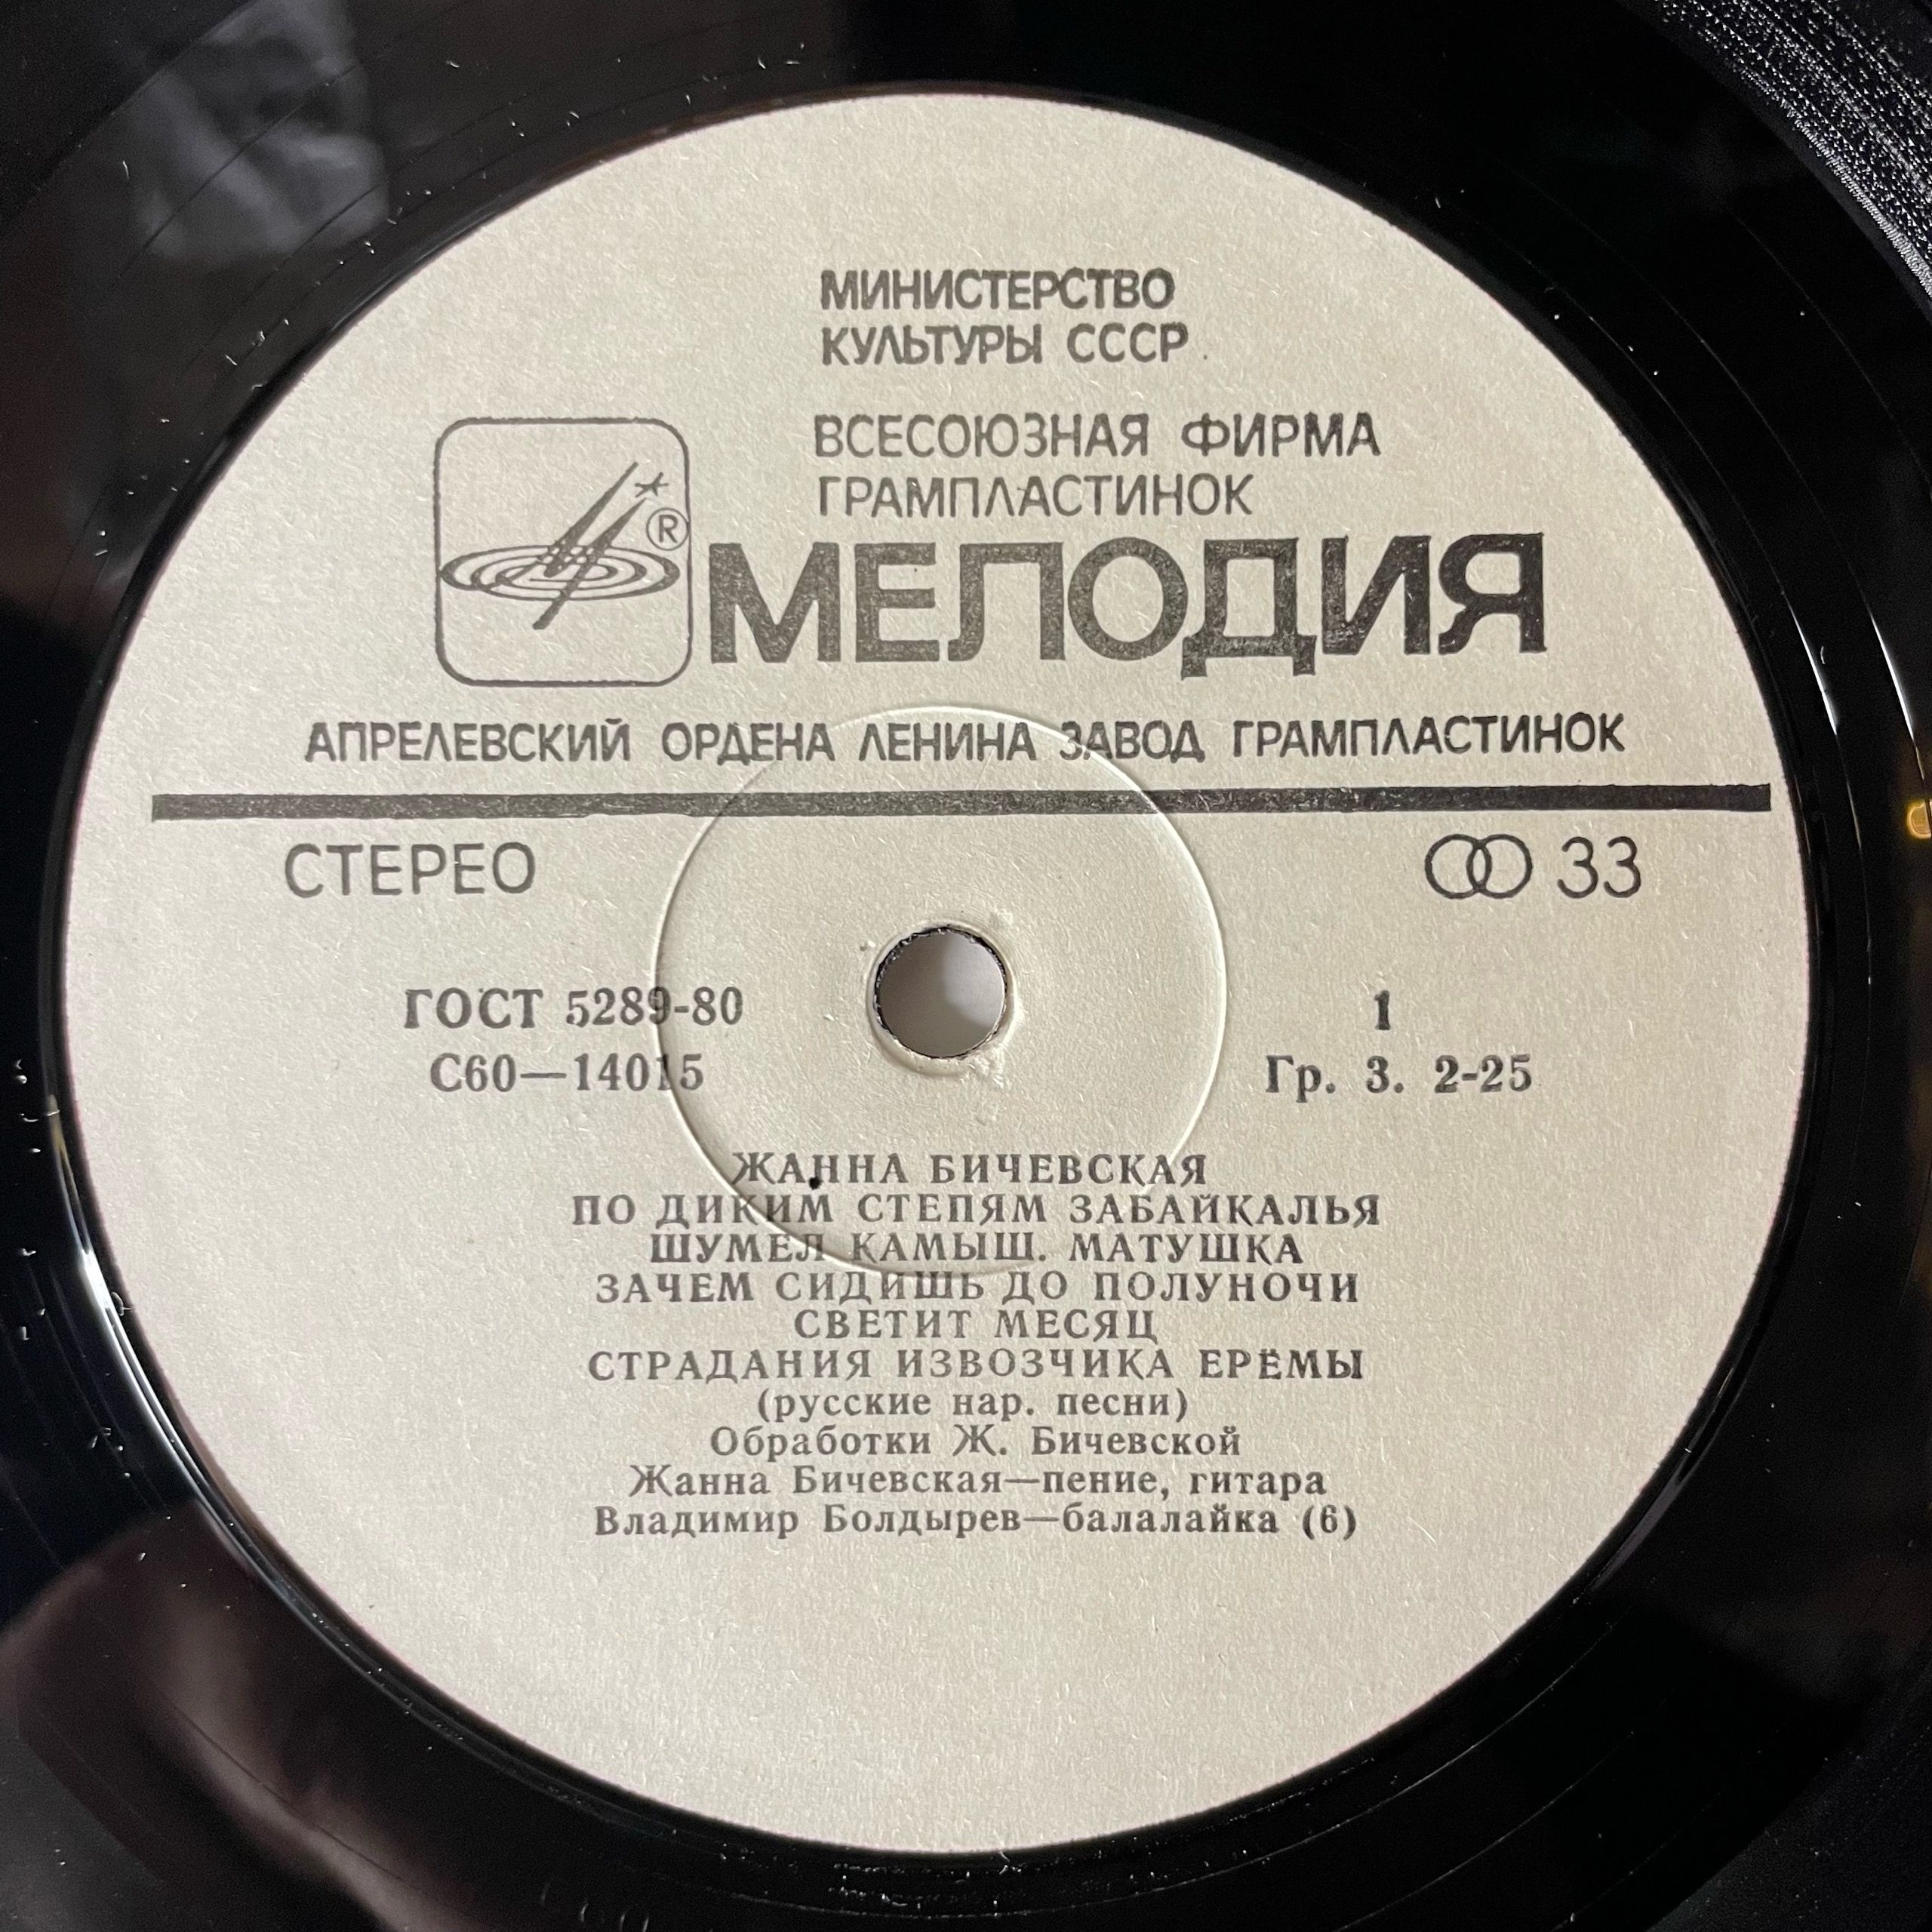 МИНИСТЕРСТВО
КУЛЬТУРЫ СССР
ВСЕСОЮЗНАЯ ФИРМА
ГРАМПЛАСТИНОК
®
МЕЛОДИЯ
АПРЕЛЕВСКИЙ ОРДЕНА ЛЕНИНА ЗАВОД ГРАМПЛАСТИНОК
СТЕРЕО 33
ГОСТ 5289-80 1
С60—14015 Гр. 3. 2-25
ЖАННА БИЧЕВСКАЯ
ПО ДИКИМ СТЕПЯМ ЗАБАЙКАЛЬЯ
ШУМЕЛ КАМЫШ. МАТУШКА
ЗАЧЕМ СИДИШЬ ДО ПОЛУНОЧИ
СВЕТИТ МЕСЯЦ
СТРАДАНИЯ ИЗВОЗЧИКА ЕРЁМЫ
(русские нар. песни)
Обработки Ж. Бичевской
Жанна Бичевская—пение, гитара
Владимир Болдырев—балалайка (6)